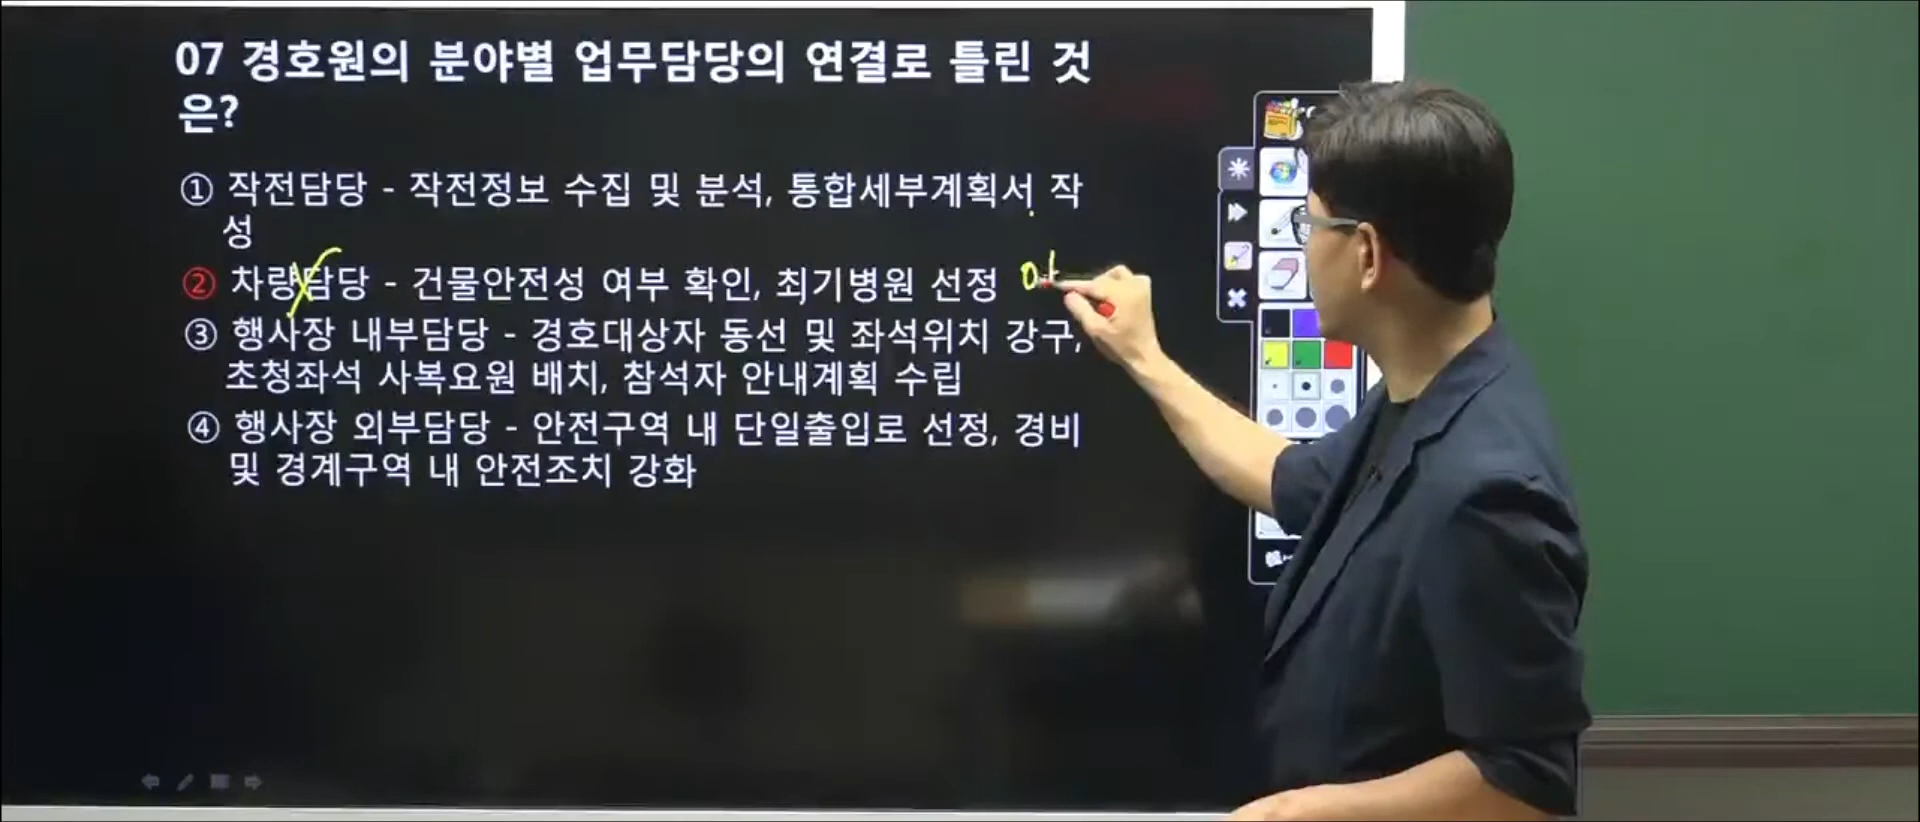 07 경호원의 분야별 업무담당의 연결로 틀린 것
은?
① 작전담당 - 작전정보 수집 및 분석, 통합세부계획서 작
성
② 차량담당 - 건물안전성 여부 확인, 최기병원 선정
③ 행사장 내부담당 - 경호대상자 동선 및 좌석위치 강구,
초청좌석 사복요원 배치, 참석자 안내계획 수립
④ 행사장 외부담당 - 안전구역 내 단일출입로 선정, 경비
및 경계구역 내 안전조치 강화